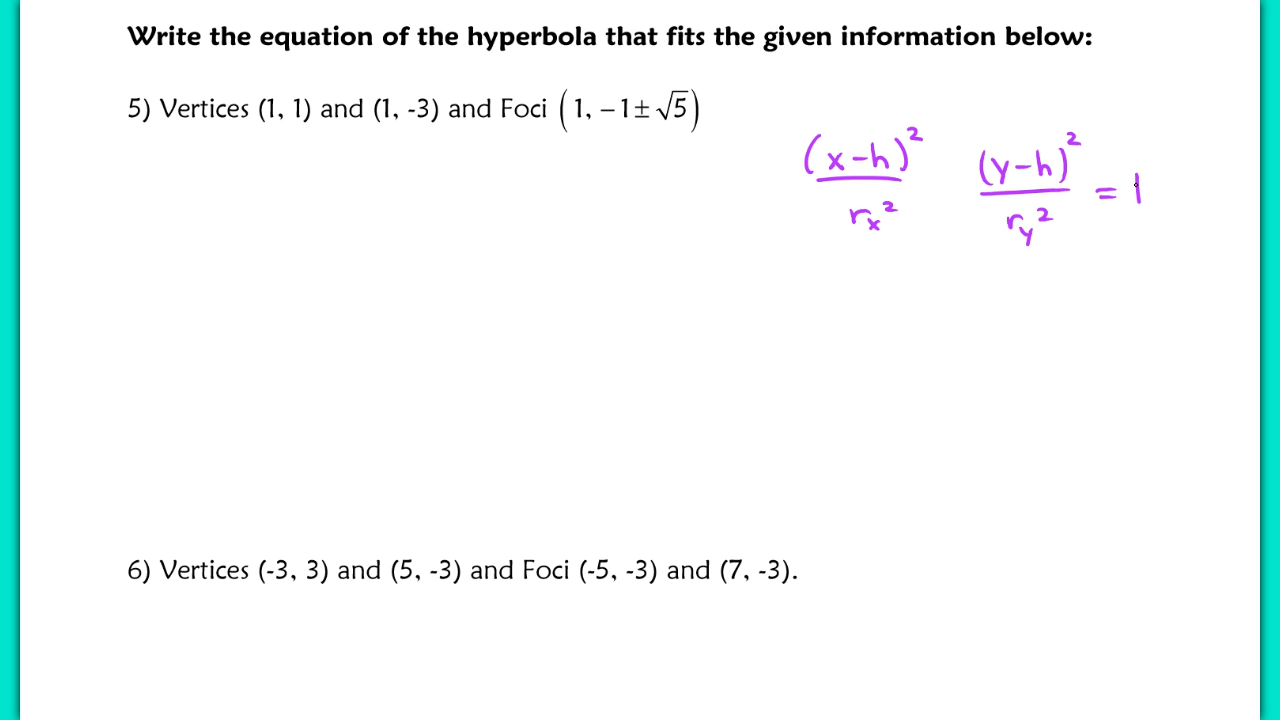 Write the equation of the hyperbola that fits the given information below:
5) Vertices (1, 1) and (1, -3) and Foci (1, –1±√5)
(x-h)² (y-h)²
rₓ² r_y² = 1
6) Vertices (-3, 3) and (5, -3) and Foci (-5, -3) and (7, -3).